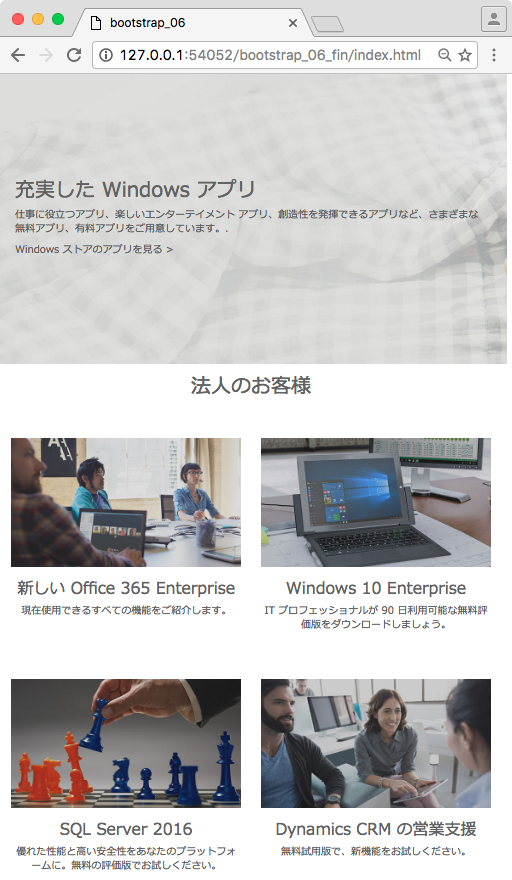 bootstrap_06
127.0.0.1:54052/bootstrap_06_fin/index.html
充実した Windows アプリ
仕事に役立つアプリ、楽しいエンターテイメント アプリ、創造性を発揮できるアプリなど、さまざまな
無料アプリ、有料アプリをご用意しています。.
Windows ストアのアプリを見る >
法人のお客様
新しい Office 365 Enterprise
現在使用できるすべての機能をご紹介します。
Windows 10 Enterprise
IT プロフェッショナルが 90 日利用可能な無料評
価版をダウンロードしましょう。
SQL Server 2016
優れた性能と高い安全性をあなたのプラットフォ
ームに。無料の評価版でお試しください。
Dynamics CRM の営業支援
無料試用版で、新機能をお試しください。